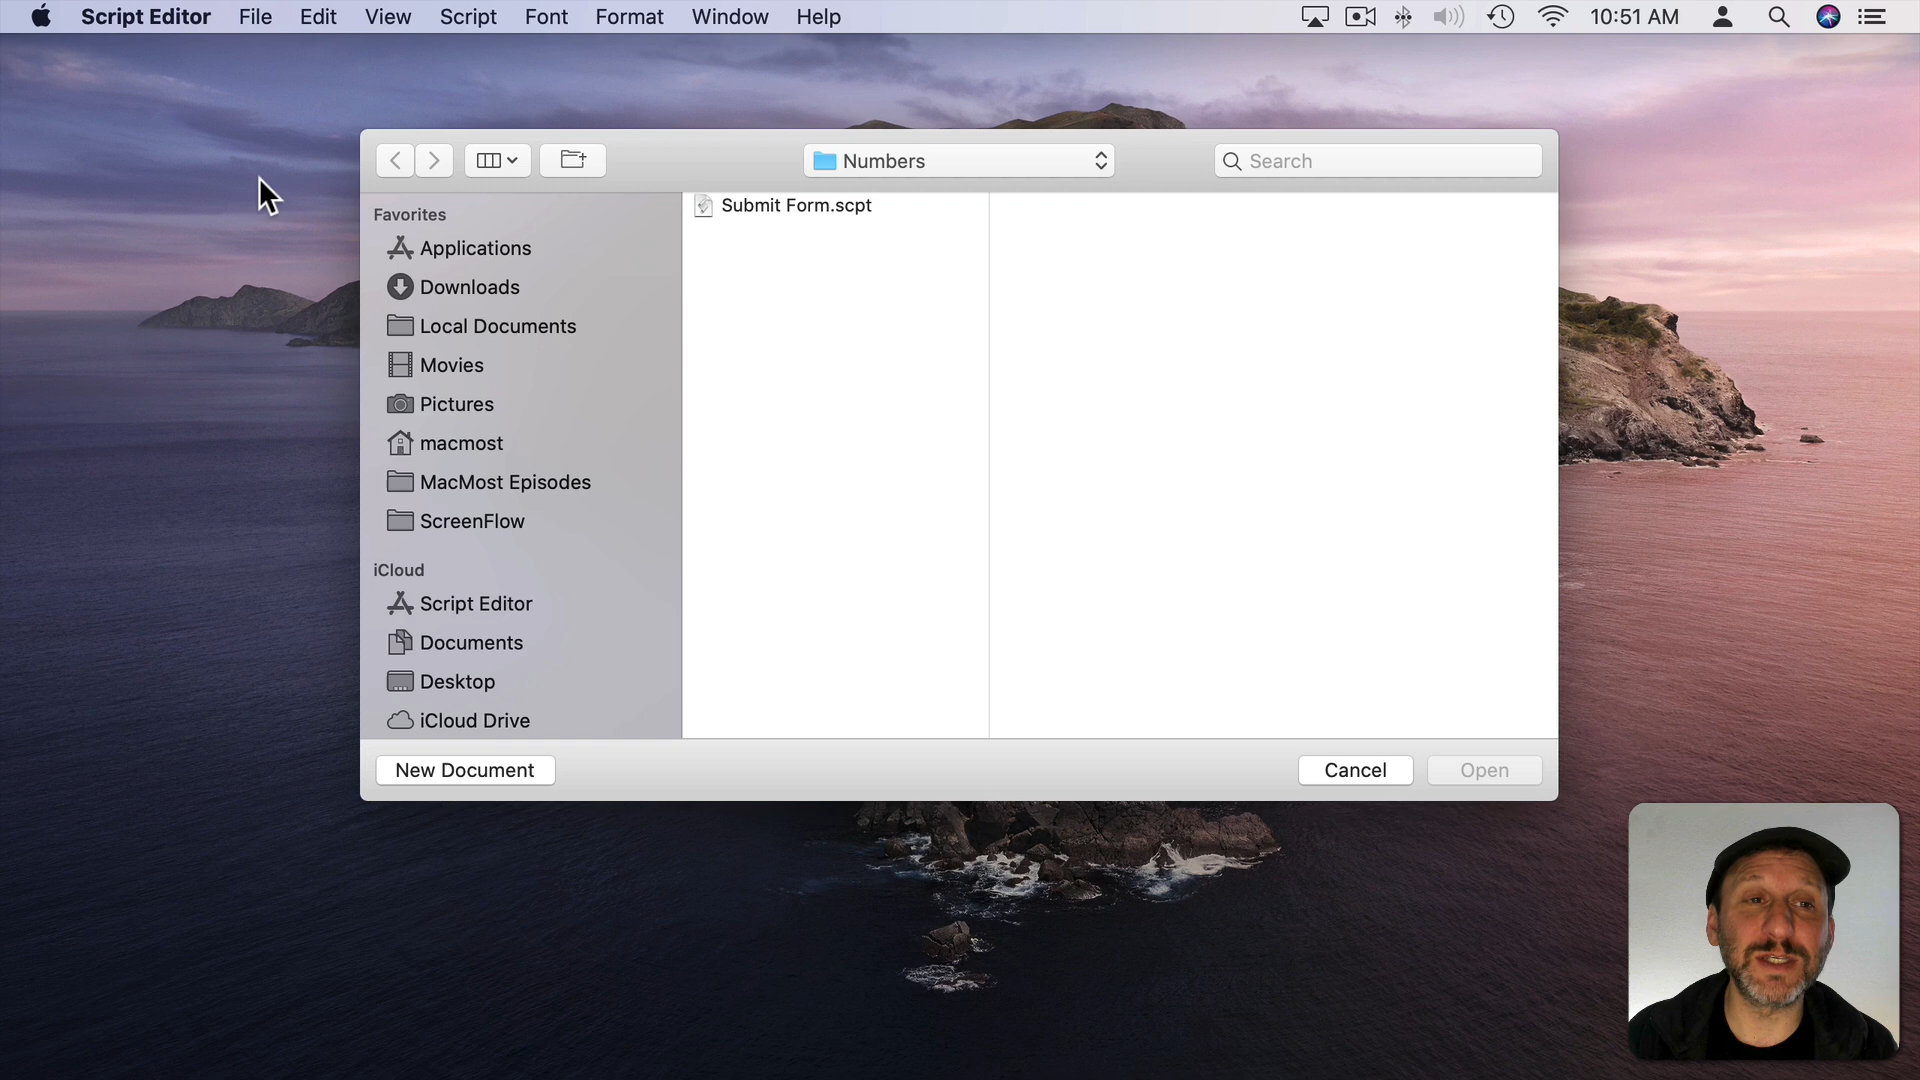 Script Editor File Edit View Script Font Format Window Help 10:51 AM
Numbers Search
Favorites
Applications
Downloads
Local Documents
Movies
Pictures
macmost
MacMost Episodes
ScreenFlow
iCloud
Script Editor
Documents
Desktop
iCloud Drive
Submit Form.scpt
New Document Cancel Open